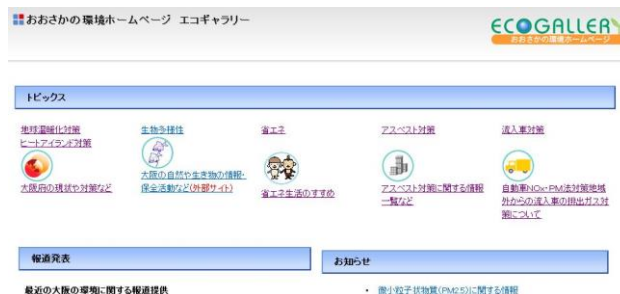 おおさかの環境ホームページ エコギャラリー
ECOGALLERY
おおさかの環境ホームページ
トピックス
地球温暖化対策
ヒートアイランド対策
大阪府の現状や対策など
生物多様性
大阪の自然や生き物の情報・
保全活動など(外部サイト)
省エネ
省エネ生活のすすめ
アスベスト対策
アスベスト対策に関する情報
一覧など
流入車対策
自動車NOx・PM法対策地域
外からの流入車の排出ガス対
策について
報道発表
お知らせ
最近の大阪の環境に関する報道提供
・ 微小粒子状物質(PM2.5)に関する情報